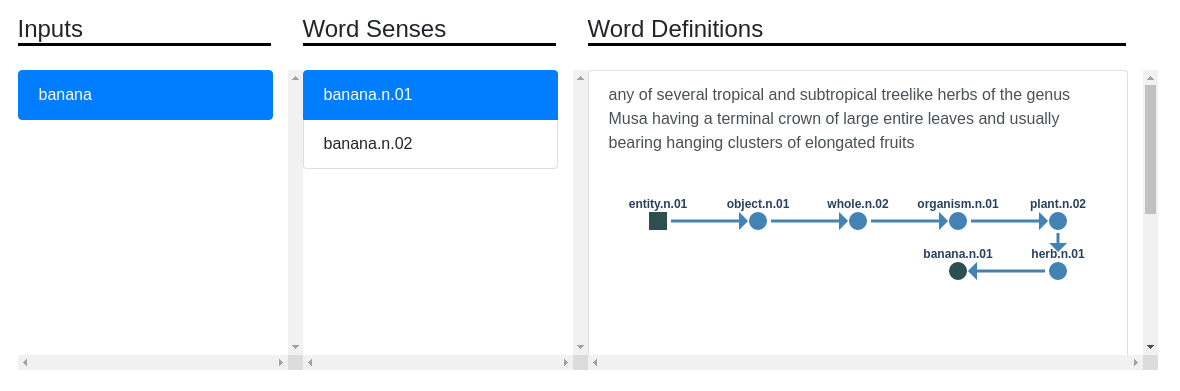 Inputs
Word Senses
Word Definitions
banana
banana.n.01
banana.n.02
any of several tropical and subtropical treelike herbs of the genus
Musa having a terminal crown of large entire leaves and usually
bearing hanging clusters of elongated fruits
entity.n.01
object.n.01
whole.n.02
organism.n.01
plant.n.02
banana.n.01
herb.n.01